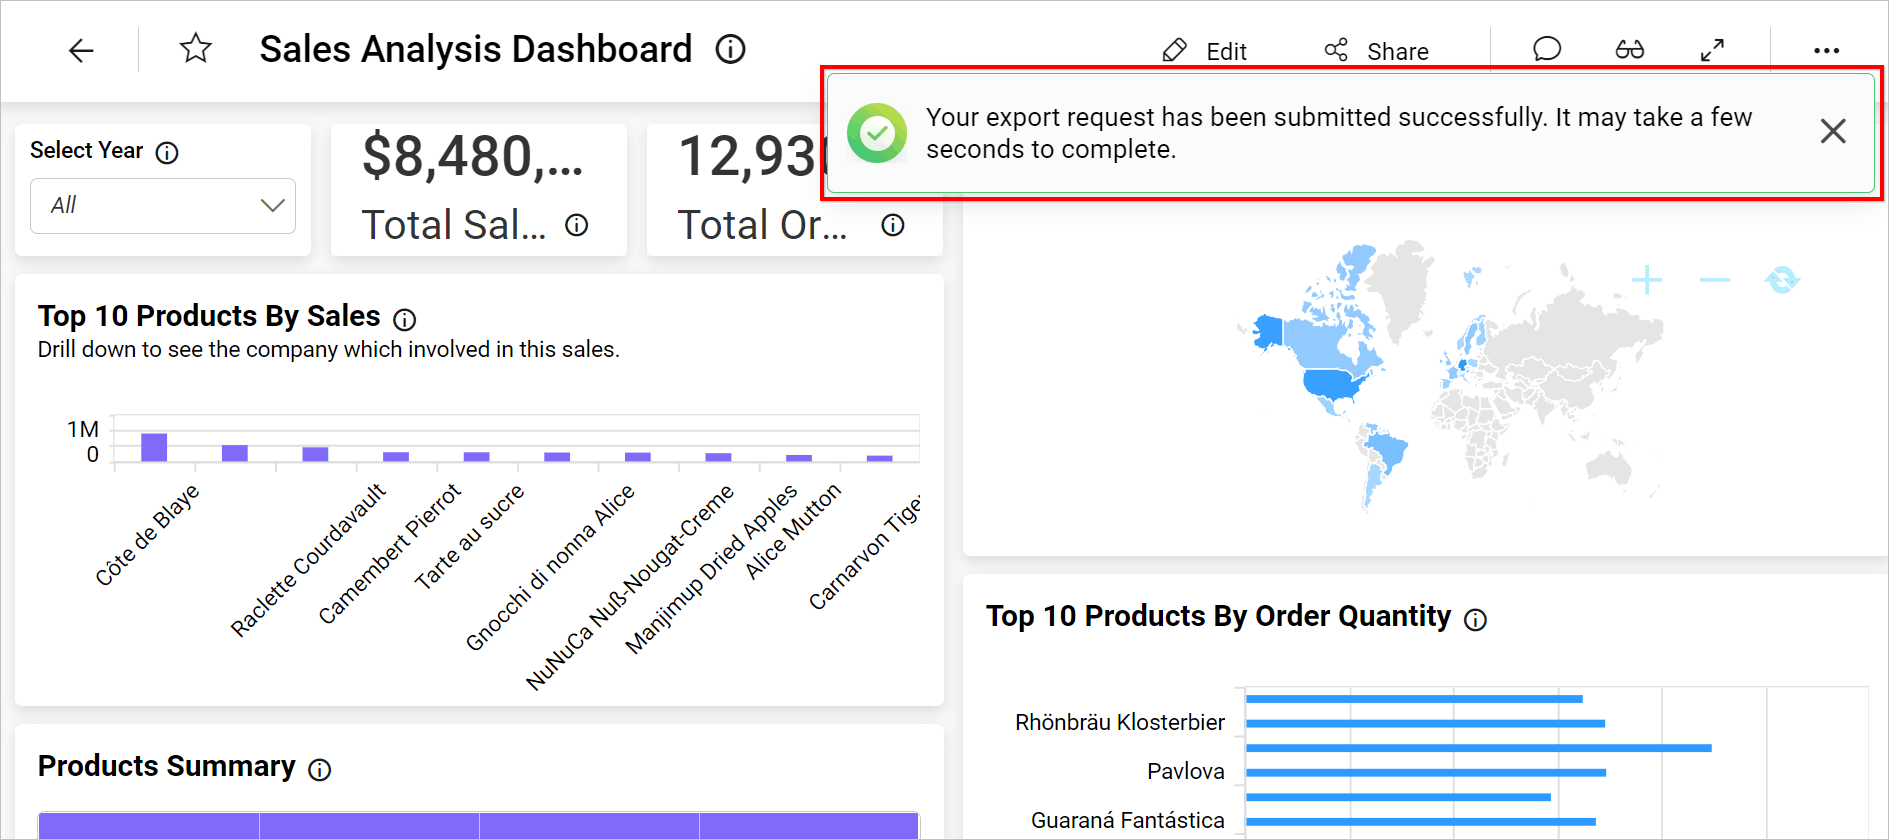 Sales Analysis Dashboard
Edit
Share
Your export request has been submitted successfully. It may take a few
seconds to complete.
Select Year
All
$8,480,...
Total Sal...
12,93
Total Or...
Top 10 Products By Sales
Drill down to see the company which involved in this sales.
1M
0
Côte de Blaye
Raclette Courdavault
Camembert Pierrot
Tarte au sucre
Gnocchi di nonna Alice
NuNuCa Nuß-Nougat-Creme
Manjimup Dried Apples
Alice Mutton
Carnarvon Tige
Top 10 Products By Order Quantity
Rhönbräu Klosterbier
Pavlova
Guaraná Fantástica
Products Summary